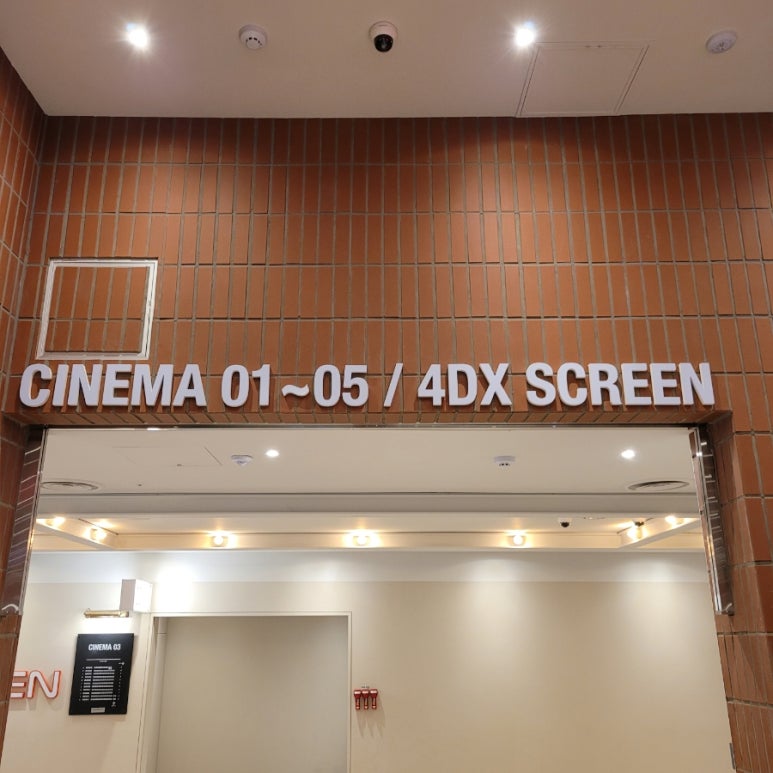 CINEMA 01~05 / 4DX SCREEN
CINEMA 03
EN